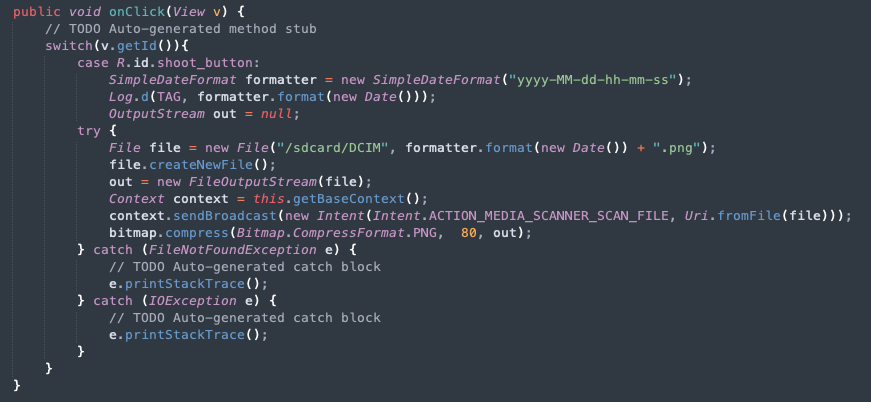 public void onClick(View v) {
    // TODO Auto-generated method stub
    switch(v.getId()){
        case R.id.shoot_button:
            SimpleDateFormat formatter = new SimpleDateFormat("yyyy-MM-dd-hh-mm-ss");
            Log.d(TAG, formatter.format(new Date()));
            OutputStream out = null;
        try {
            File file = new File("/sdcard/DCIM", formatter.format(new Date()) + ".png");
            file.createNewFile();
            out = new FileOutputStream(file);
            Context context = this.getBaseContext();
            context.sendBroadcast(new Intent(Intent.ACTION_MEDIA_SCANNER_SCAN_FILE, Uri.fromFile(file)));
            bitmap.compress(Bitmap.CompressFormat.PNG,  80, out);
        } catch (FileNotFoundException e) {
            // TODO Auto-generated catch block
            e.printStackTrace();
        } catch (IOException e) {
            // TODO Auto-generated catch block
            e.printStackTrace();
        }
    }
}